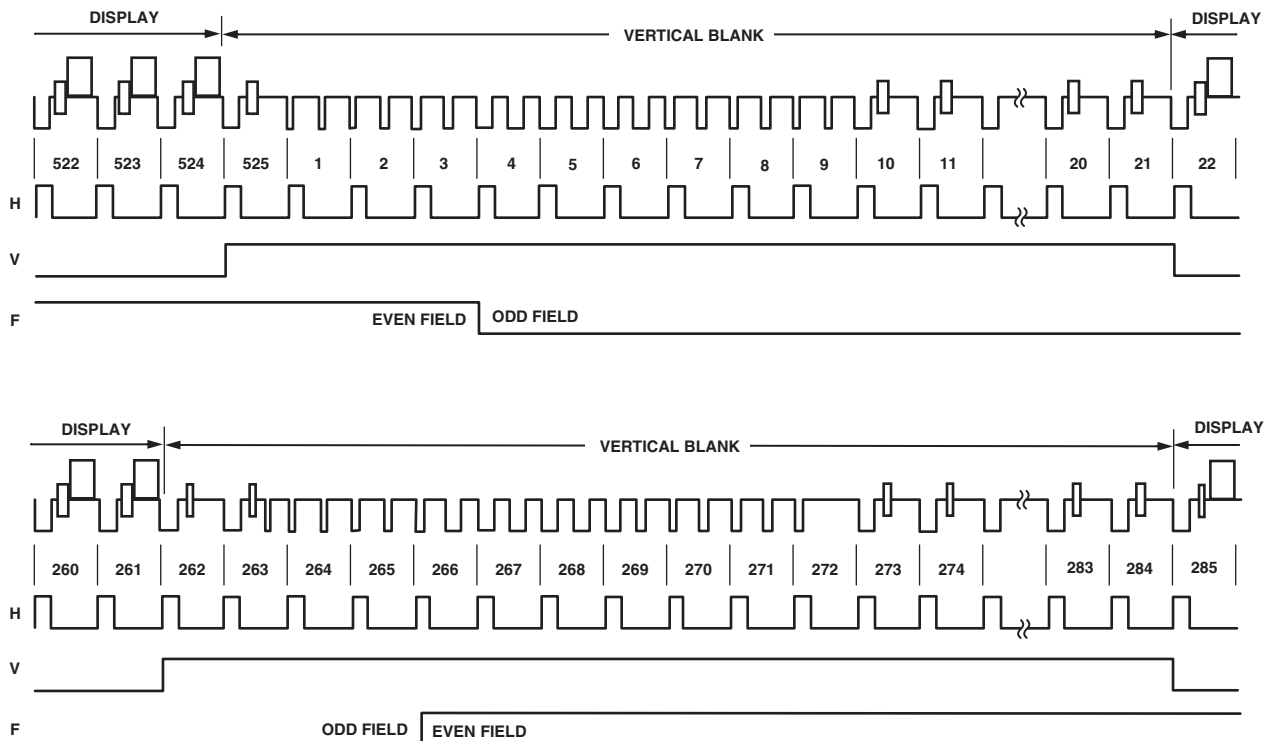 DISPLAY VERTICAL BLANK DISPLAY
522 523 524 525 1 2 3 4 5 6 7 8 9 10 11 20 21 22
H
V
F EVEN FIELD ODD FIELD
DISPLAY VERTICAL BLANK DISPLAY
260 261 262 263 264 265 266 267 268 269 270 271 272 273 274 283 284 285
H
V
F ODD FIELD EVEN FIELD